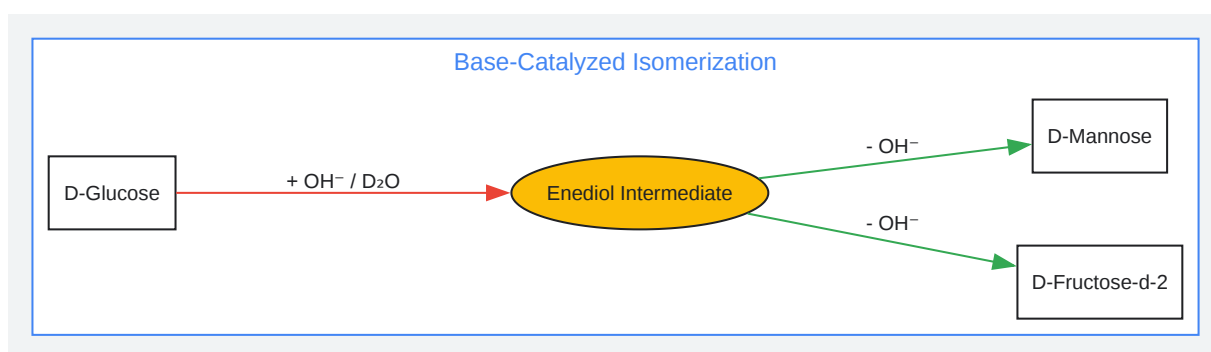 Base-Catalyzed Isomerization
D-Glucose
+ OH⁻ / D₂O
Enediol Intermediate
- OH⁻
D-Mannose
- OH⁻
D-Fructose-d-2